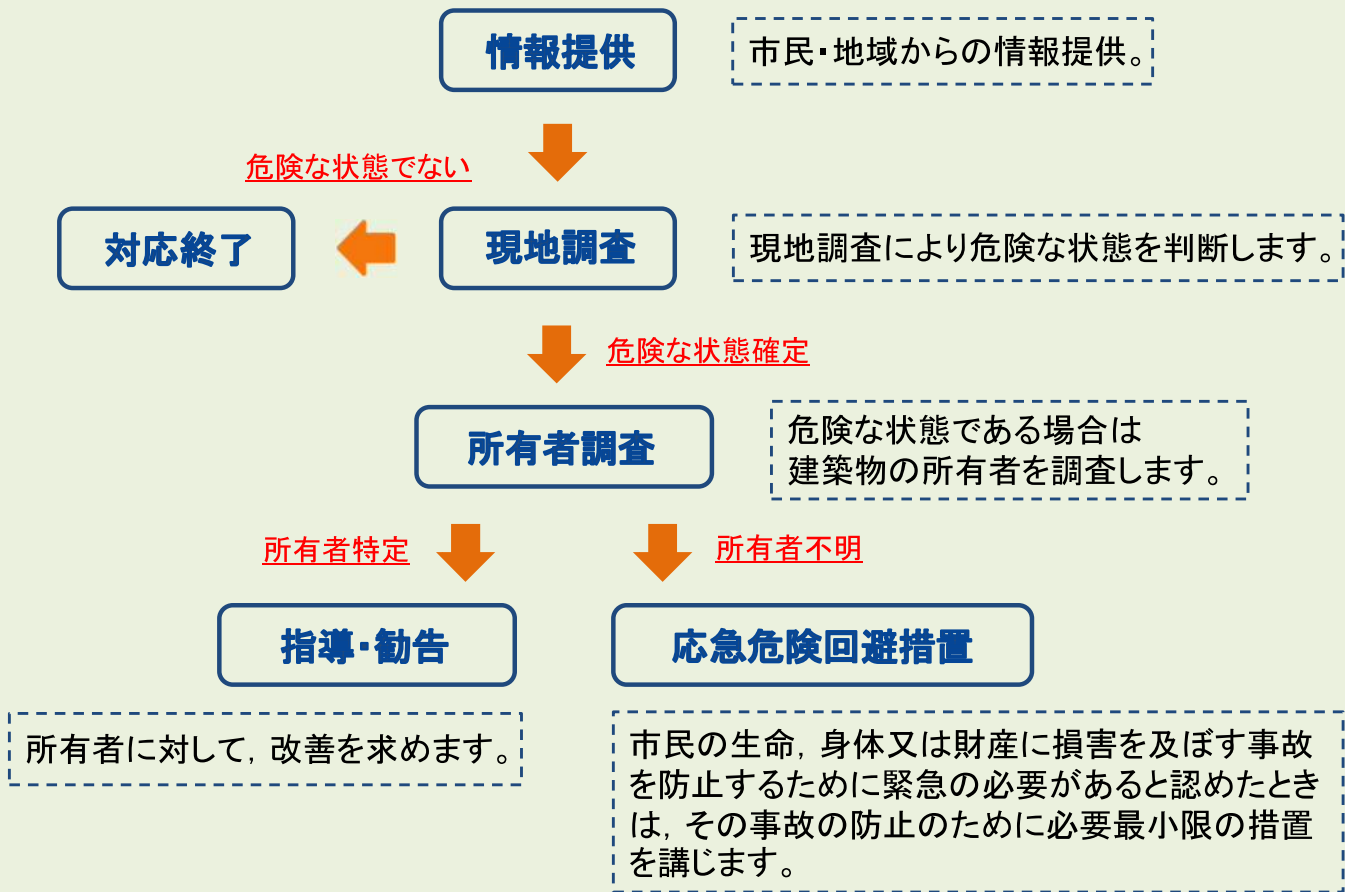 情報提供
市民・地域からの情報提供。
危険な状態でない
対応終了
現地調査
現地調査により危険な状態を判断します。
危険な状態確定
所有者調査
危険な状態である場合は
建築物の所有者を調査します。
所有者特定
所有者不明
指導・勧告
応急危険回避措置
所有者に対して，改善を求めます。
市民の生命，身体又は財産に損害を及ぼす事故
を防止するために緊急の必要があると認めたとき
は，その事故の防止のために必要最小限の措置
を講じます。